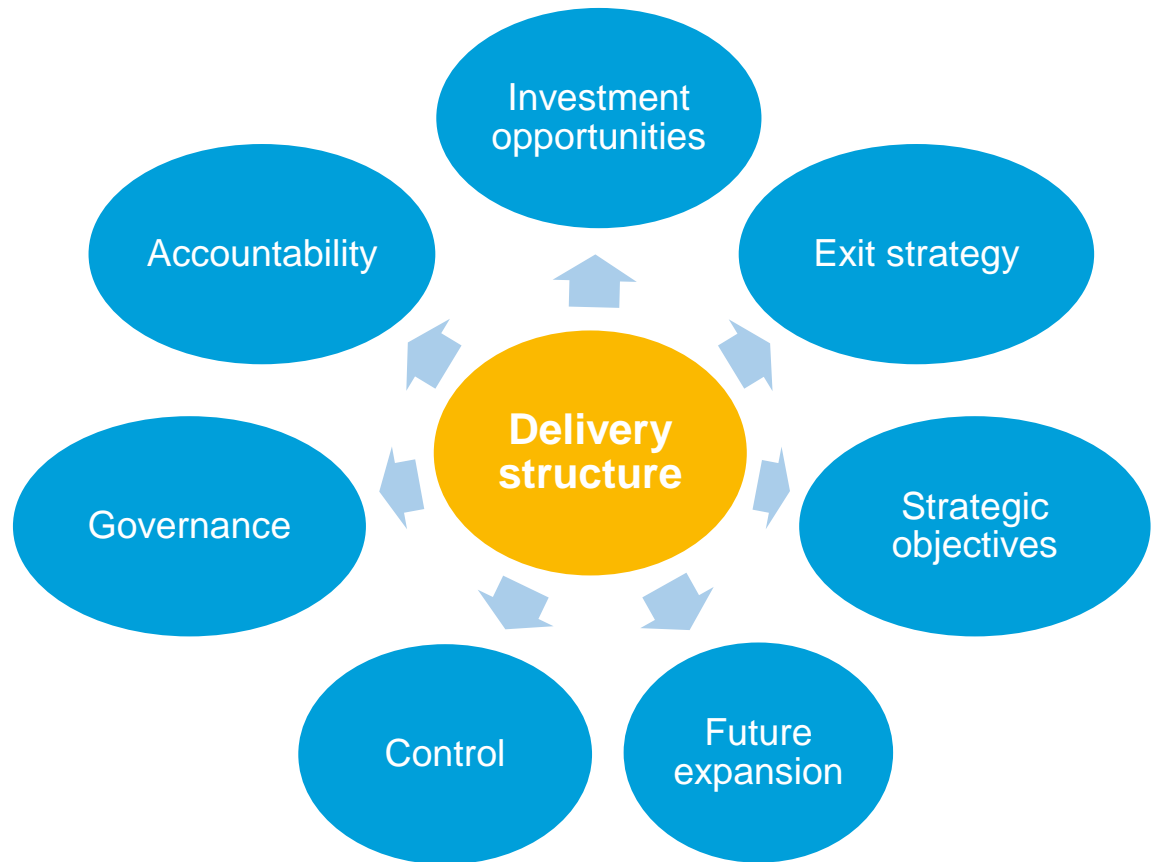 Investment
opportunities
Exit strategy
Strategic
objectives
Future
expansion
Control
Governance
Accountability
Delivery
structure